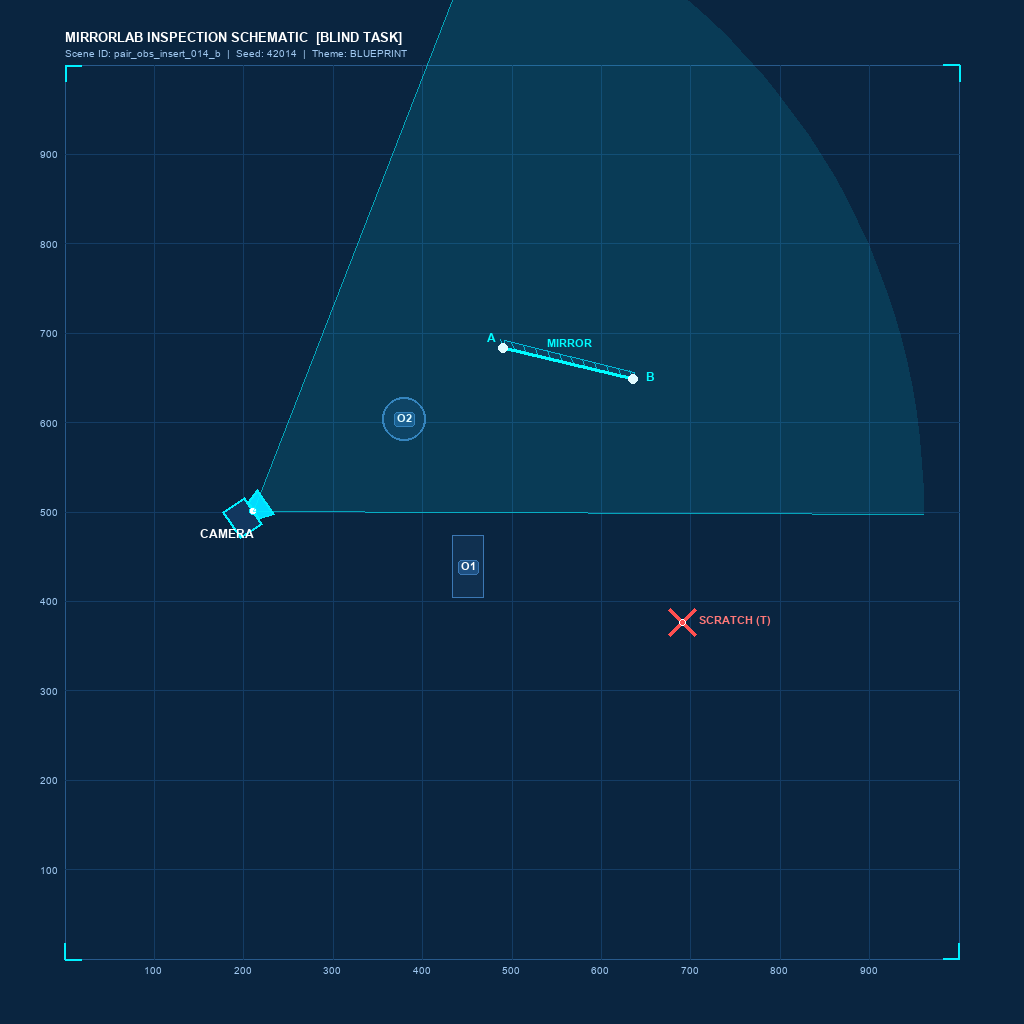 MIRRORLAB INSPECTION SCHEMATIC  [BLIND TASK]
Scene ID: pair_obs_insert_014_b  |  Seed: 42014  |  Theme: BLUEPRINT
900
800
700
600
500
400
300
200
100
A
MIRROR
B
O2
CAMERA
O1
SCRATCH (T)
100 200 300 400 500 600 700 800 900